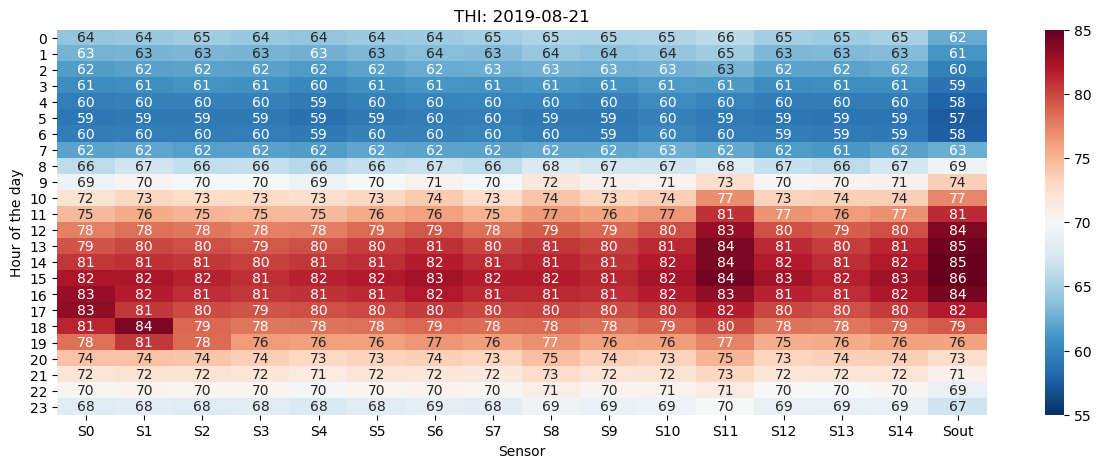 THI: 2019-08-21
Hour of the day
0 64 64 65 64 64 64 64 65 65 65 65 66 65 65 65 62
1 63 63 63 63 63 63 64 63 64 64 64 65 63 63 63 61
2 62 62 62 62 62 62 62 63 63 63 63 63 62 62 62 60
3 61 61 61 61 60 61 61 61 61 61 61 61 61 61 61 59
4 60 60 60 60 59 60 60 60 60 60 60 60 60 60 60 58
5 59 59 59 59 59 59 60 60 60 59 60 60 59 59 59 57
6 60 60 60 60 59 60 60 60 60 59 60 60 59 59 59 58
7 62 62 62 62 62 62 62 62 62 62 63 62 62 61 62 63
8 66 67 66 66 66 66 67 66 68 67 67 68 67 66 67 69
9 69 70 70 70 69 70 71 70 72 71 71 73 70 70 71 74
10 72 73 73 73 73 73 74 73 74 73 74 77 73 74 74 77
11 75 76 75 75 75 76 76 75 77 76 77 81 77 76 77 81
12 78 78 78 78 78 79 79 78 79 79 80 83 80 79 80 84
13 79 80 80 79 80 80 81 80 81 80 81 84 81 80 81 85
14 81 81 81 80 81 81 82 81 81 81 82 84 82 81 82 85
15 82 82 82 81 82 82 83 82 82 81 82 84 83 82 83 86
16 83 82 81 81 81 81 82 81 81 81 82 83 81 81 82 84
17 83 81 80 79 80 80 80 80 80 80 80 82 80 80 80 82
18 81 84 79 78 78 78 79 78 78 78 79 80 78 78 79 79
19 78 81 78 76 76 76 77 76 77 76 76 77 75 76 76 76
20 74 74 74 74 73 73 74 73 75 74 73 75 73 74 74 73
21 72 72 72 72 71 72 72 72 73 72 72 73 72 72 72 71
22 70 70 70 70 70 70 70 70 71 70 71 71 70 70 70 69
23 68 68 68 68 68 68 69 68 69 69 69 70 69 69 69 67
S0 S1 S2 S3 S4 S5 S6 S7 S8 S9 S10 S11 S12 S13 S14 Sout
Sensor
85
80
75
70
65
60
55